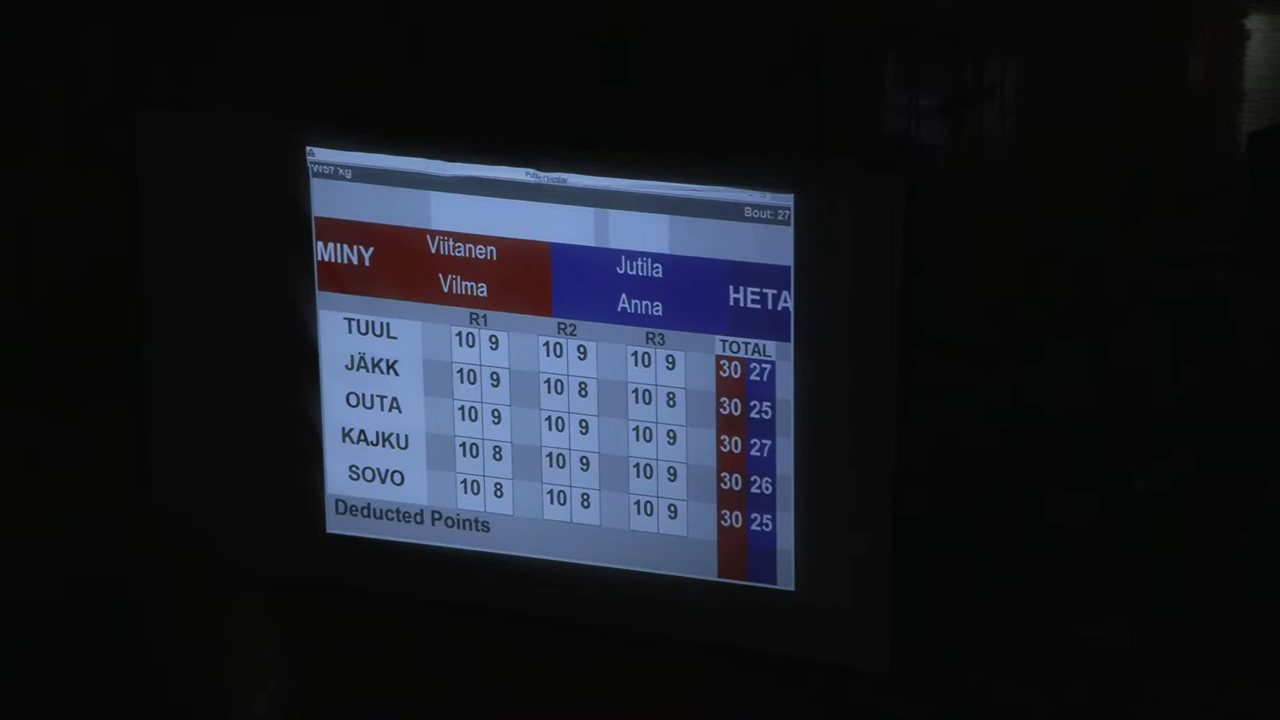 W57 kg
Bout: 27
MINY Viitanen Vilma
Jutila Anna HETA
R1 R2 R3 TOTAL
TUUL 10 9 10 9 10 9 30 27
JÄKK 10 9 10 8 10 8 30 25
OUTA 10 9 10 9 10 9 30 27
KAJKU 10 8 10 9 10 9 30 26
SOVO 10 8 10 8 10 9 30 25
Deducted Points